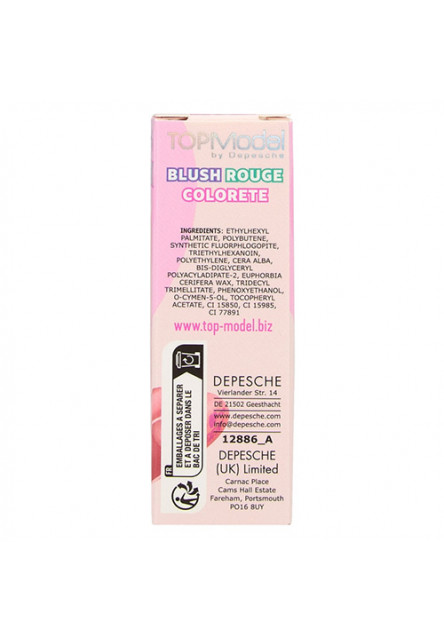 TOPModel
by Depesche
BLUSH ROUGE
COLORETE
INGREDIENTS: ETHYLHEXYL
PALMITATE, POLYBUTENE,
SYNTHETIC FLUORPHLOGOPITE,
TRIETHYLHEXANOIN,
POLYETHYLENE, CERA ALBA,
BIS-DIGLYCERYL
POLYACYLADIPATE-2, EUPHORBIA
CERIFERA WAX, TRIDECYL
TRIMELLITATE, PHENOXYETHANOL,
O-CYMEN-5-OL, TOCOPHERYL
ACETATE, CI 15850, CI 15985,
CI 77891
www.top-model.biz
FR
EMBALLAGES A SEPARER
ET A DEPOSER DANS LE
BAC DE TRI
DEPESCHE
Vierlander Str. 14
DE 21502 Geesthacht
www.depesche.com
info@depesche.com
12886_A
DEPESCHE
(UK) Limited
Carnac Place
Cams Hall Estate
Fareham, Portsmouth
PO16 8UY